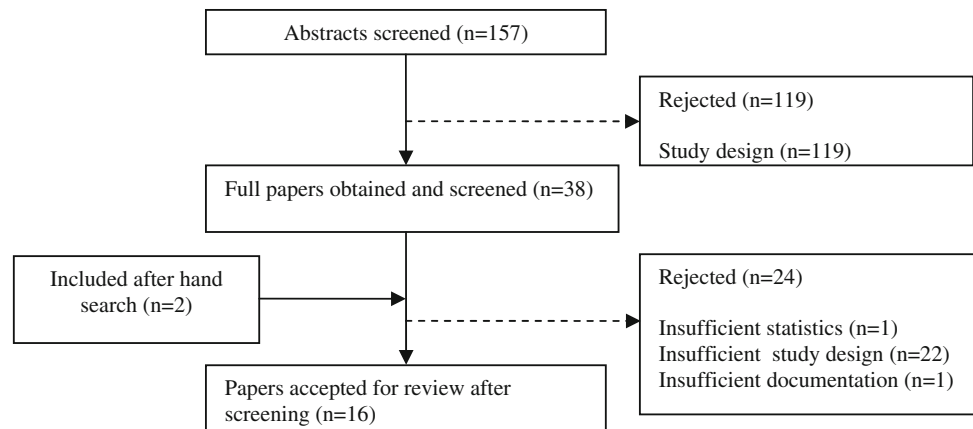 Abstracts screened (n=157)
Rejected (n=119)
Study design (n=119)
Full papers obtained and screened (n=38)
Included after hand
search (n=2)
Rejected (n=24)
Insufficient statistics (n=1)
Insufficient study design (n=22)
Insufficient documentation (n=1)
Papers accepted for review after
screening (n=16)